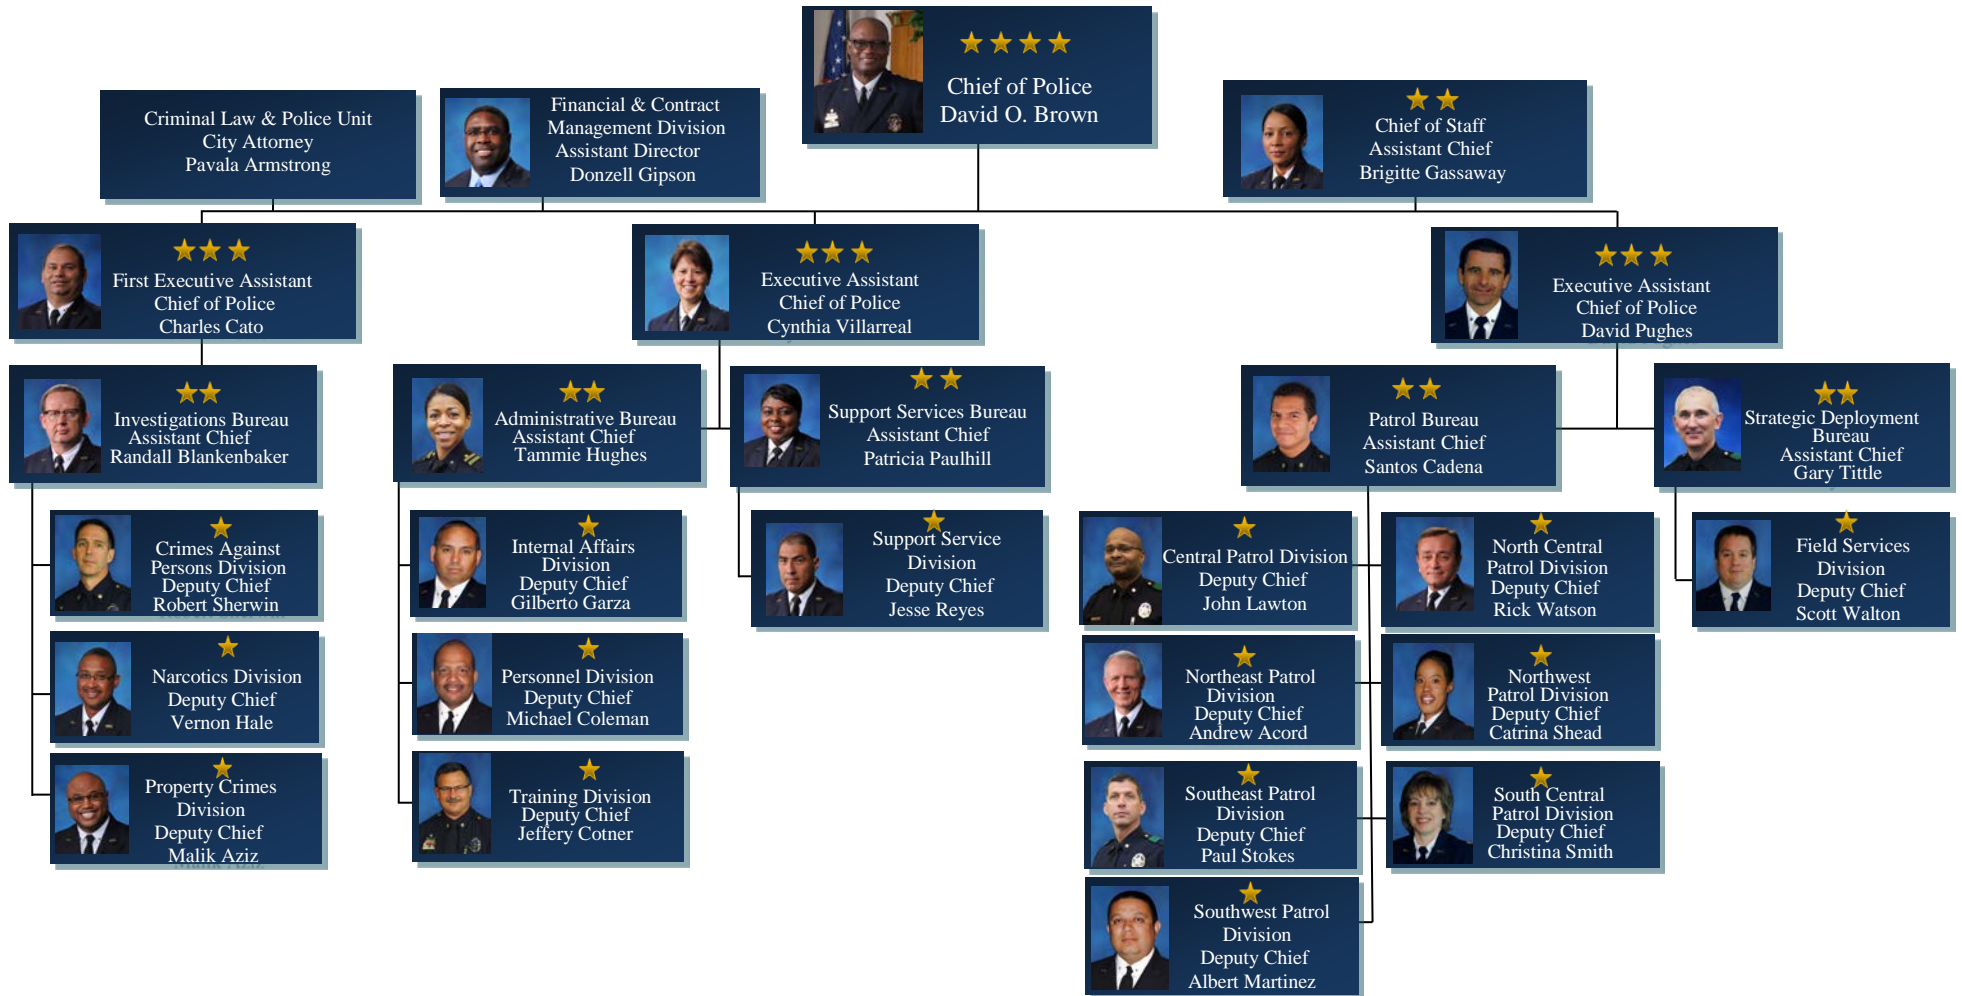 Chief of Police
David O. Brown
Criminal Law & Police Unit
City Attorney
Pavala Armstrong
Financial & Contract
Management Division
Assistant Director
Donzell Gipson
Chief of Staff
Assistant Chief
Brigitte Gassaway
First Executive Assistant
Chief of Police
Charles Cato
Executive Assistant
Chief of Police
Cynthia Villarreal
Executive Assistant
Chief of Police
David Pughes
Investigations Bureau
Assistant Chief
Randall Blankenbaker
Administrative Bureau
Assistant Chief
Tammie Hughes
Support Services Bureau
Assistant Chief
Patricia Paulhill
Patrol Bureau
Assistant Chief
Santos Cadena
Strategic Deployment
Bureau
Assistant Chief
Gary Tittle
Crimes Against
Persons Division
Deputy Chief
Robert Sherwin
Internal Affairs
Division
Deputy Chief
Gilberto Garza
Support Service
Division
Deputy Chief
Jesse Reyes
Central Patrol Division
Deputy Chief
John Lawton
North Central
Patrol Division
Deputy Chief
Rick Watson
Field Services
Division
Deputy Chief
Scott Walton
Narcotics Division
Deputy Chief
Vernon Hale
Personnel Division
Deputy Chief
Michael Coleman
Northeast Patrol
Division
Deputy Chief
Andrew Acord
Northwest
Patrol Division
Deputy Chief
Catrina Shead
Property Crimes
Division
Deputy Chief
Malik Aziz
Training Division
Deputy Chief
Jeffery Cotner
Southeast Patrol
Division
Deputy Chief
Paul Stokes
South Central
Patrol Division
Deputy Chief
Christina Smith
Southwest Patrol
Division
Deputy Chief
Albert Martinez